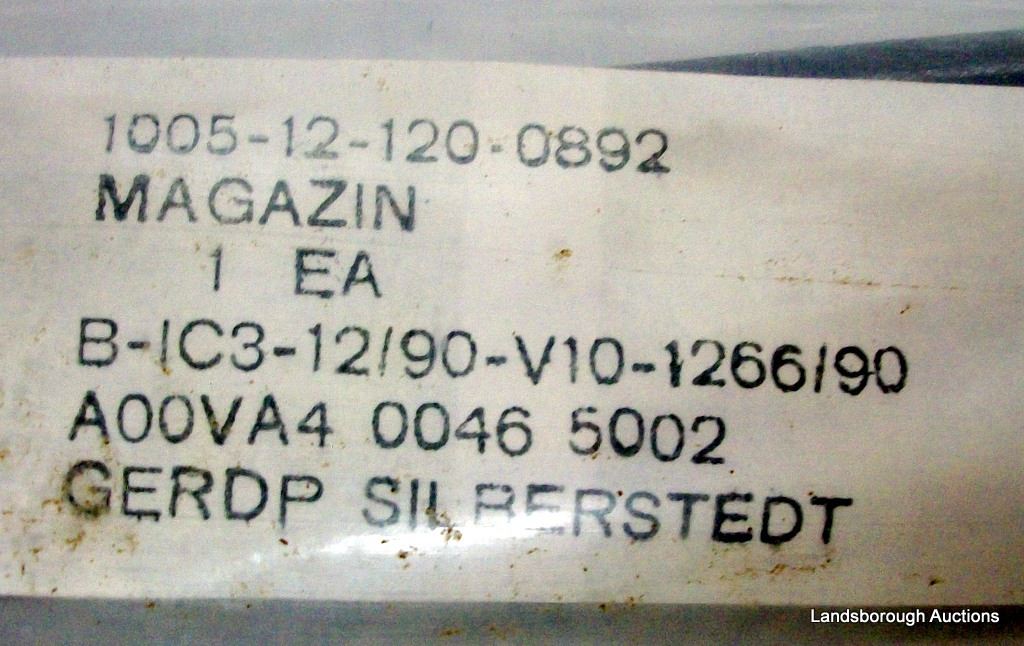 1005-12-120-0892
MAGAZIN
1 EA
B-IC3-12/90-V10-1266/90
A00VA4 0046 5002
GERDP SILBERSTEDT
Landsborough Auctions